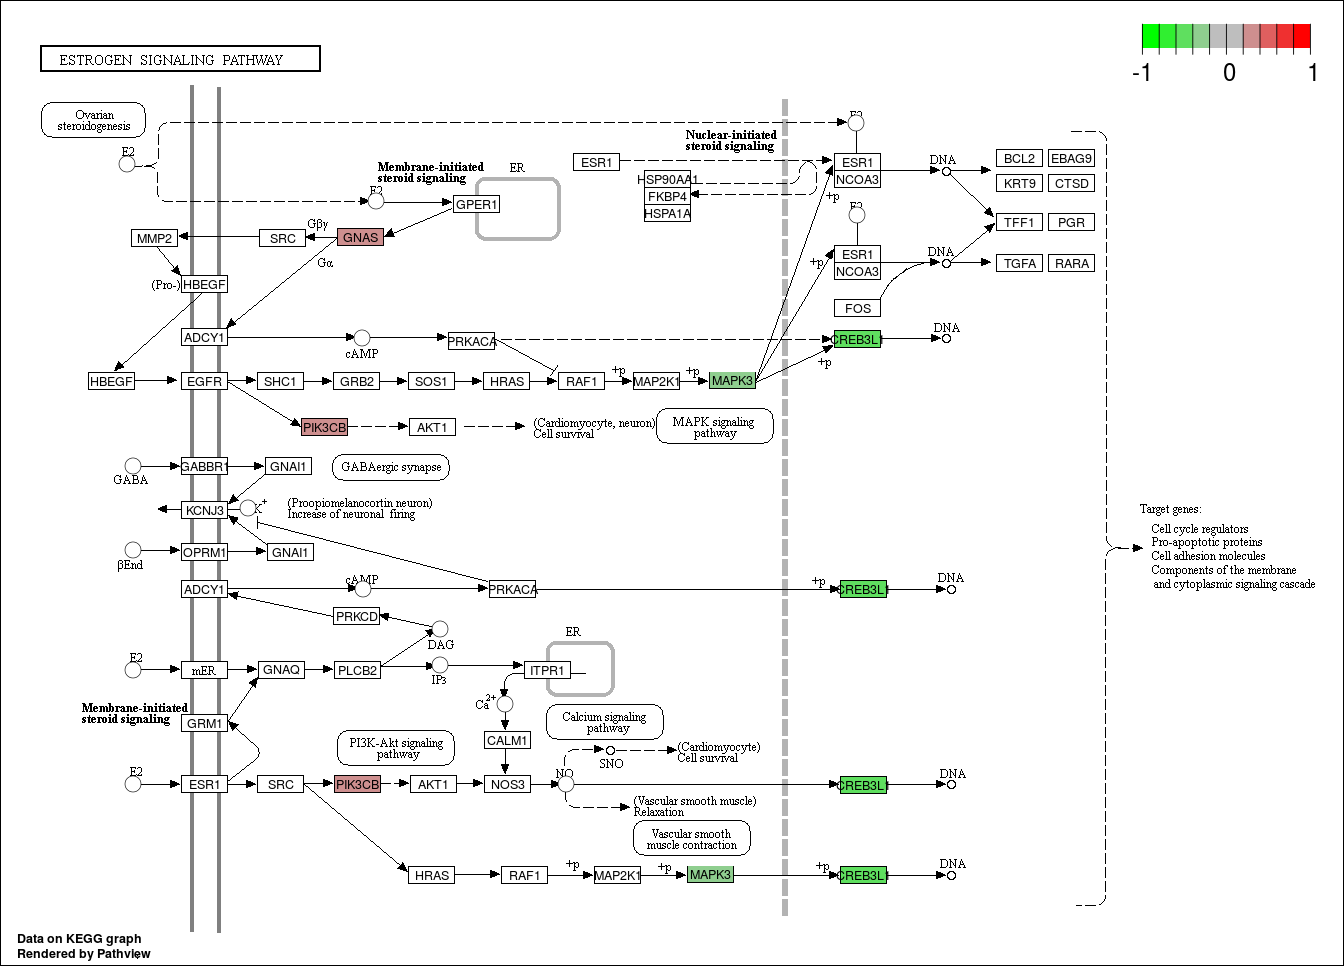 ESTROGEN SIGNALING PATHWAY
-1 0 1
Ovarian
steroidogenesis
E2
E2
Membrane-initiated
steroid signaling
E2
ER
GPER1
Nuclear-initiated
steroid signaling
ESR1
HSP90AA1
FKBP4
HSPA1A
ESR1
NCOA3
+p
E2
DNA
BCL2 EBAG9
KRT9 CTSD
TFF1 PGR
TGFA RARA
MMP2
SRC
Gβγ
GNAS
Gα
ESR1
NCOA3
+p
DNA
(Pro-) HBEGF
FOS
ADCY1
cAMP
PRKACA
CREB3L1
DNA
+p
HBEGF
EGFR
SHC1
GRB2
SOS1
HRAS
RAF1
+p
MAP2K1
+p
MAPK3
PIK3CB
AKT1
(Cardiomyocyte, neuron)
Cell survival
MAPK signaling
pathway
GABA
GABBR1
GNAI1
GABAergic synapse
KCNJ3
K+
(Proopiomelanocortin neuron)
Increase of neuronal firing
βEnd
OPRM1
GNAI1
Target genes:
Cell cycle regulators
Pro-apoptotic proteins
Cell adhesion molecules
Components of the membrane
and cytoplasmic signaling cascade
ADCY1
cAMP
PRKACA
+p
CREB3L1
DNA
PRKCD
DAG
E2
mER
GNAQ
PLCB2
IP3
ER
ITPR1
Ca2+
Membrane-initiated
steroid signaling
GRM1
CALM1
Calcium signaling
pathway
PI3K-Akt signaling
pathway
SNO
(Cardiomyocyte)
Cell survival
E2
ESR1
SRC
PIK3CB
AKT1
NOS3
NO
CREB3L1
DNA
(Vascular smooth muscle)
Relaxation
Vascular smooth
muscle contraction
HRAS
RAF1
+p
MAP2K1
+p
MAPK3
+p
CREB3L1
DNA
Data on KEGG graph
Rendered by Pathview